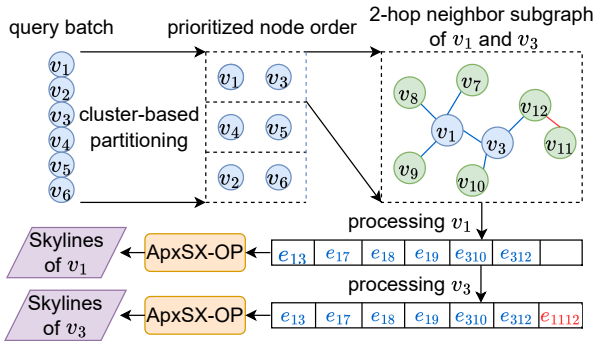 query batch
prioritized node order
2-hop neighbor subgraph
of v₁ and v₃
v₁
v₂
v₃
v₄
v₅
v₆
cluster-based
partitioning
v₁ v₃
v₄ v₅
v₂ v₆
v₈ v₇
v₁₂
v₁ v₃ v₁₁
v₉ v₁₀
processing v₁
Skylines
of v₁
ApxSX-OP
e₁₃ e₁₇ e₁₈ e₁₉ e₃₁₀ e₃₁₂
processing v₃
Skylines
of v₃
ApxSX-OP
e₁₃ e₁₇ e₁₈ e₁₉ e₃₁₀ e₃₁₂ e₁₁₁₂